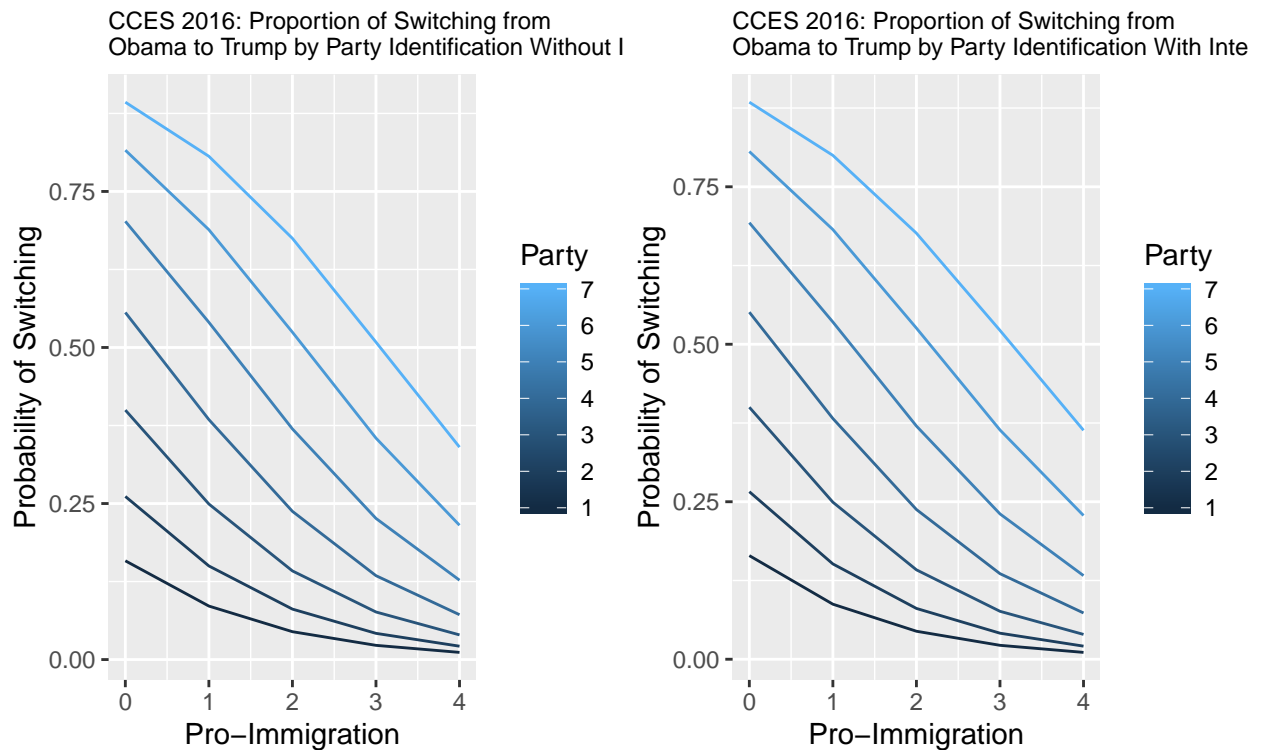 CCES 2016: Proportion of Switching from
Obama to Trump by Party Identification Without I
0.75
0.50
0.25
0.00
Probability of Switching
0 1 2 3 4
Pro−Immigration
Party
7
6
5
4
3
2
1
CCES 2016: Proportion of Switching from
Obama to Trump by Party Identification With Inte
0.75
0.50
0.25
0.00
Probability of Switching
0 1 2 3 4
Pro−Immigration
Party
7
6
5
4
3
2
1